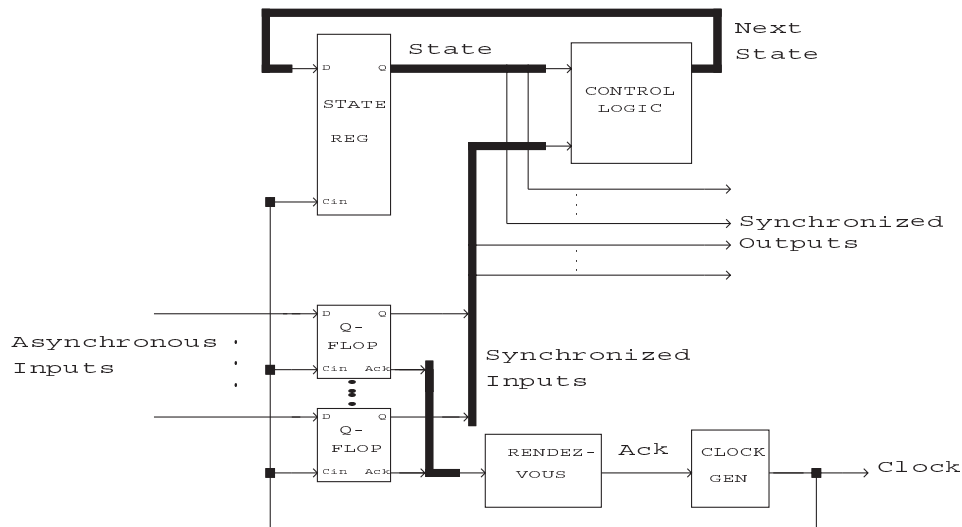 Next
State
State
D Q
STATE
REG
Cin
CONTROL
LOGIC
Synchronized
Outputs
Asynchronous
Inputs
D Q
Q-
FLOP
Cin Ack
Synchronized
Inputs
D Q
Q-
FLOP
Cin Ack
RENDEZ-
VOUS
Ack
CLOCK
GEN
Clock